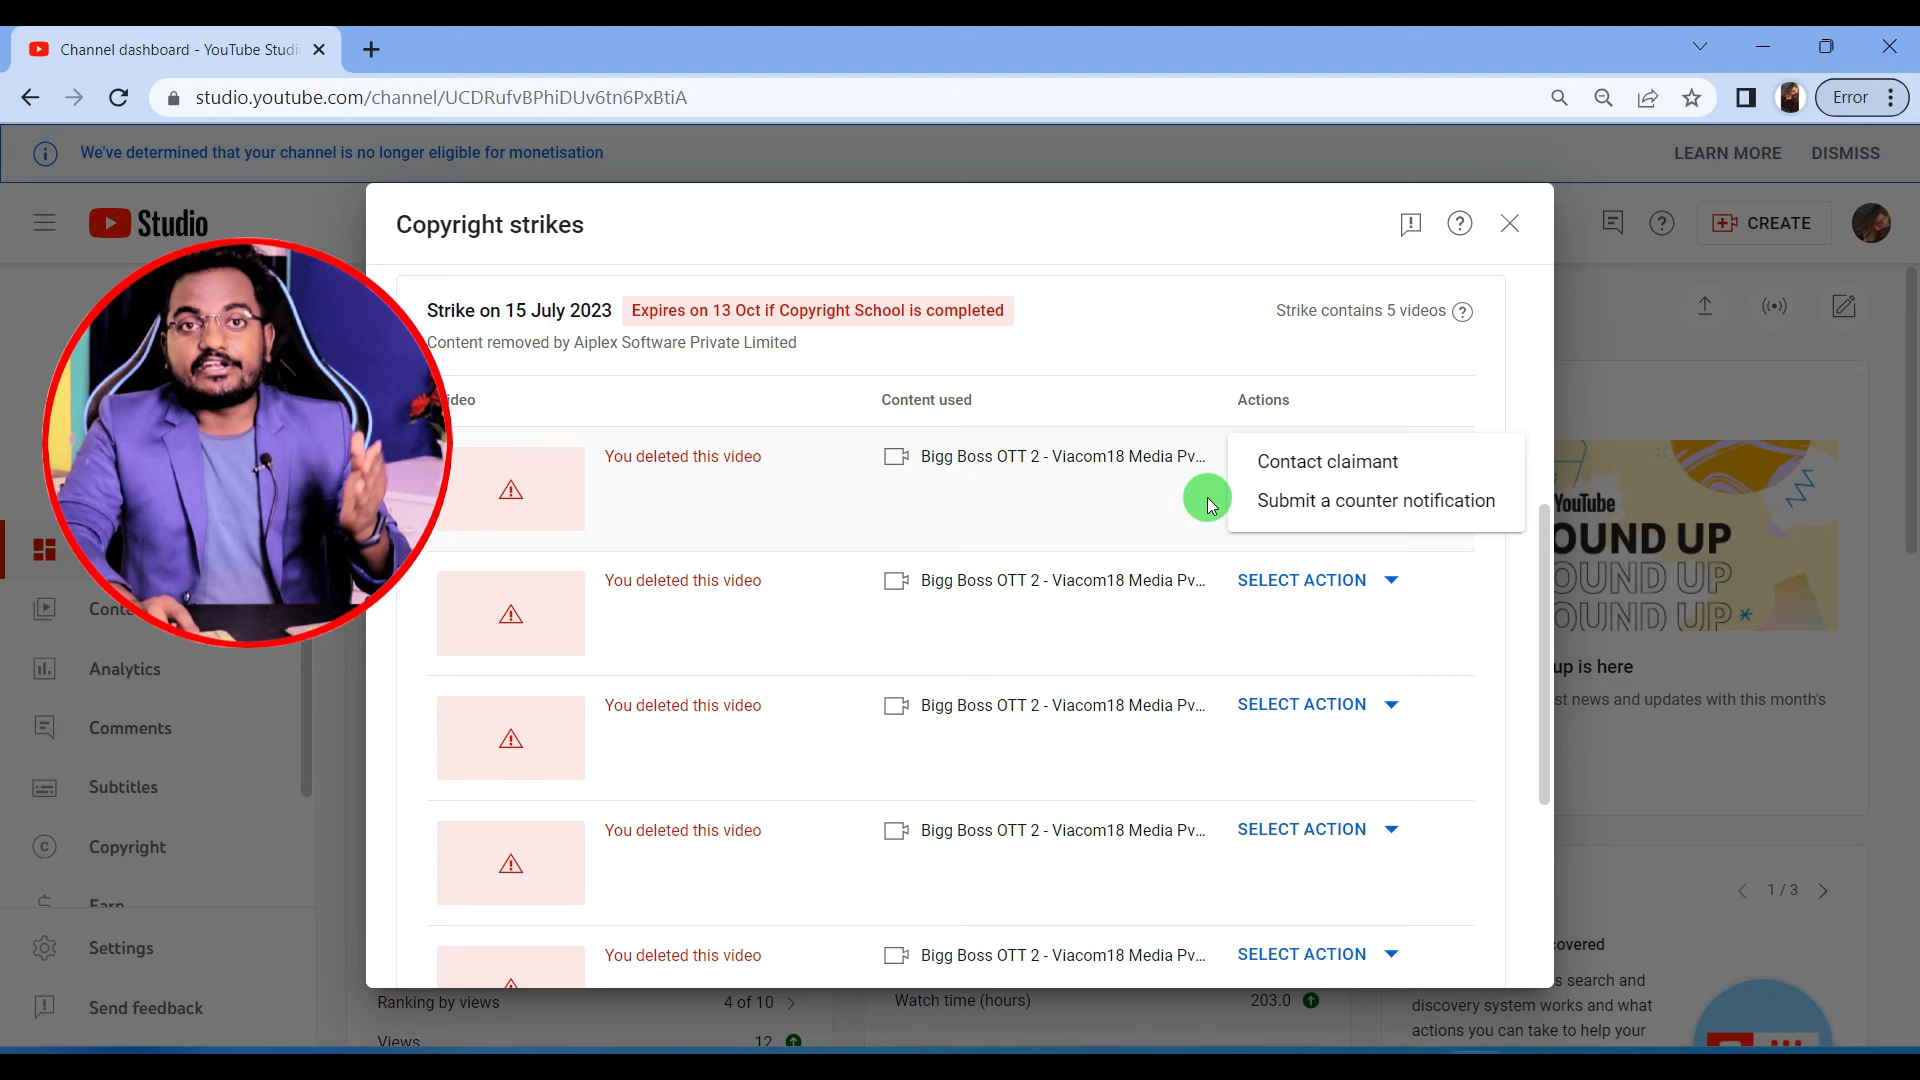 Channel dashboard - YouTube Studi
studio.youtube.com/channel/UCDRufvBPhiDUv6tn6PxBtiA
Error
We've determined that your channel is no longer eligible for monetisation
LEARN MORE
DISMISS
Studio
CREATE
Copyright strikes
Strike on 15 July 2023
Expires on 13 Oct if Copyright School is completed
Strike contains 5 videos
Content removed by Aiplex Software Private Limited
ideo
Content used
Actions
You deleted this video
Bigg Boss OTT 2 - Viacom18 Media Pv...
Contact claimant
Submit a counter notification
You deleted this video
Bigg Boss OTT 2 - Viacom18 Media Pv...
SELECT ACTION
You deleted this video
Bigg Boss OTT 2 - Viacom18 Media Pv...
SELECT ACTION
You deleted this video
Bigg Boss OTT 2 - Viacom18 Media Pv...
SELECT ACTION
You deleted this video
Bigg Boss OTT 2 - Viacom18 Media Pv...
SELECT ACTION
Conte
Analytics
Comments
Subtitles
Copyright
Earn
Settings
Send feedback
Ranking by views
4 of 10
Views
12
Watch time (hours)
203.0
YouTube
OUND UP
OUND UP
OUND UP
up is here
st news and updates with this month's
1 / 3
covered
s search and
discovery system works and what
actions you can take to help your